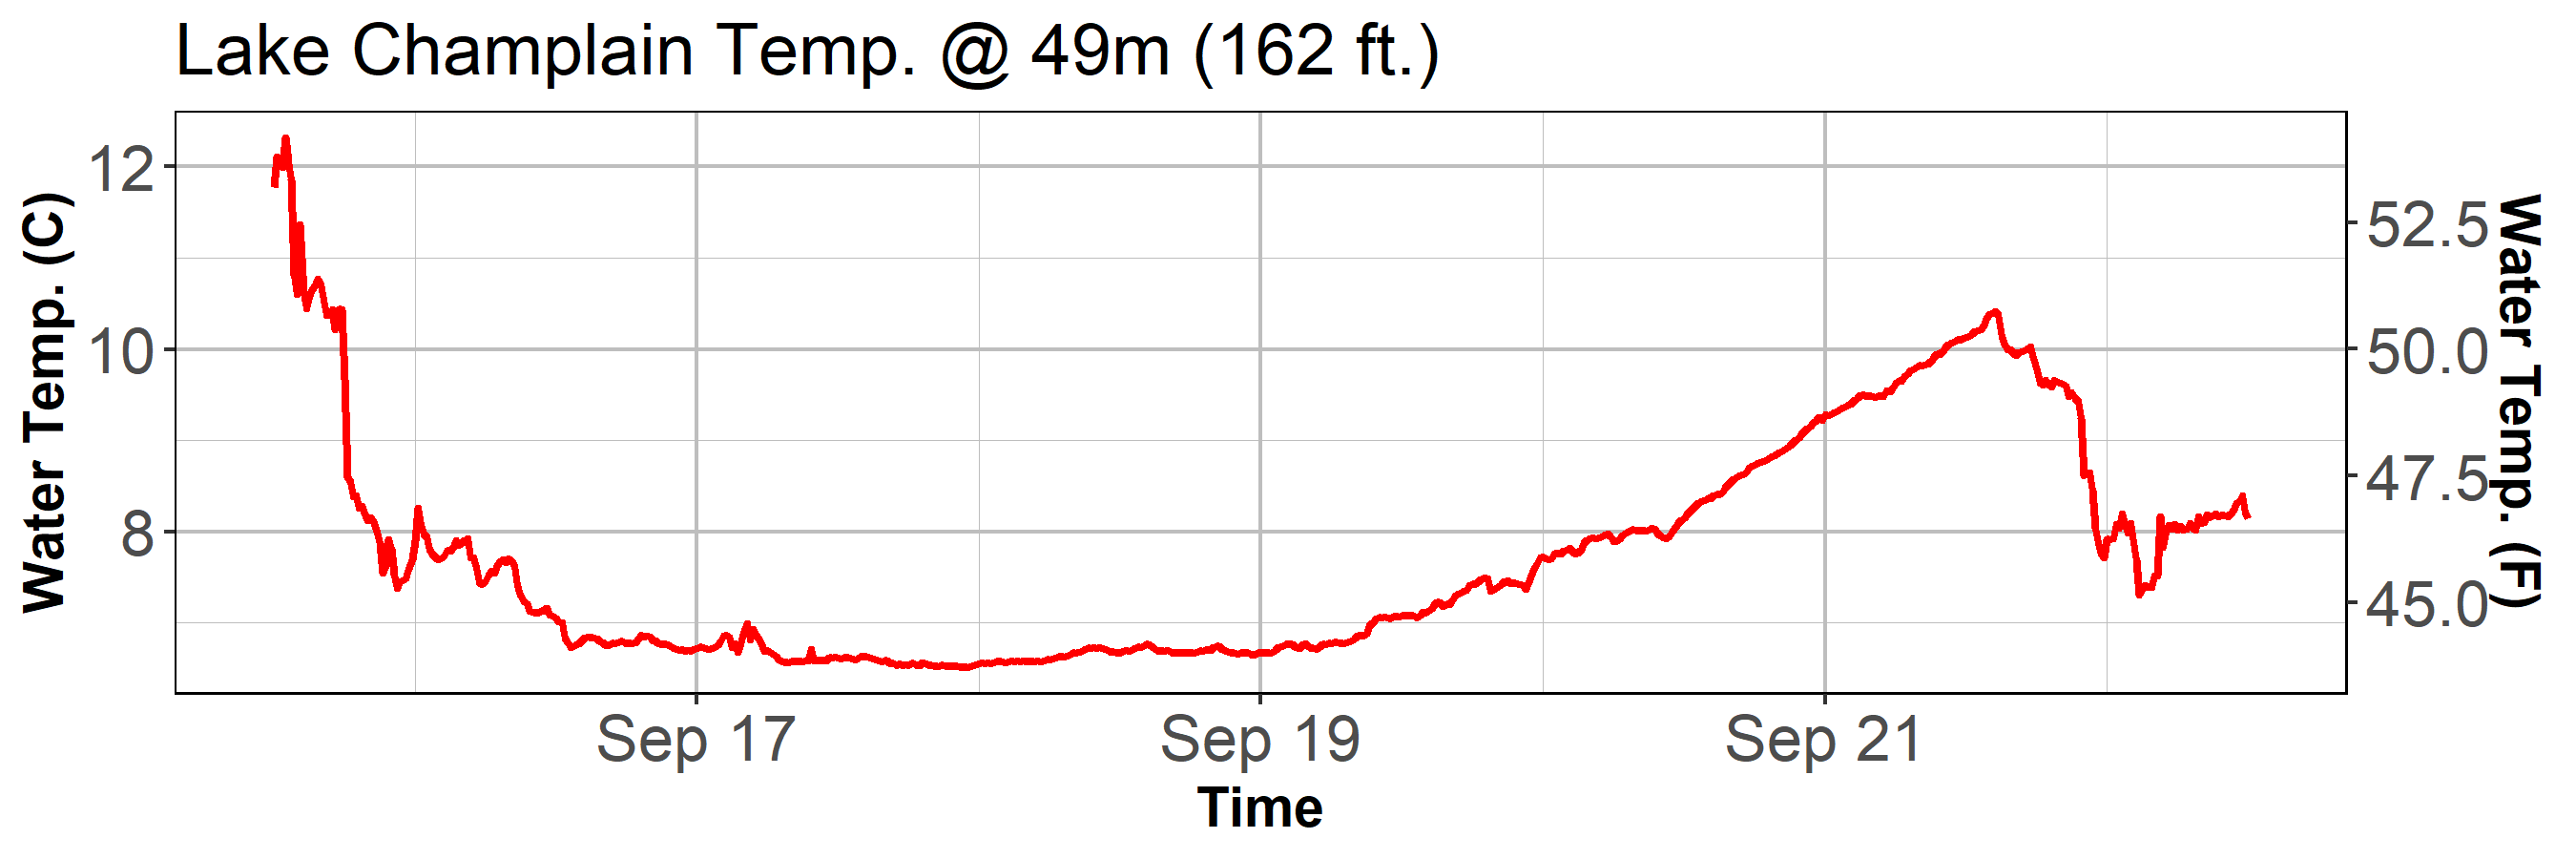 Lake Champlain Temp. @ 49m (162 ft.)
Water Temp. (C)
12
10
8
52.5
50.0
47.5
45.0
Water Temp. (F)
Sep 17
Sep 19
Sep 21
Time